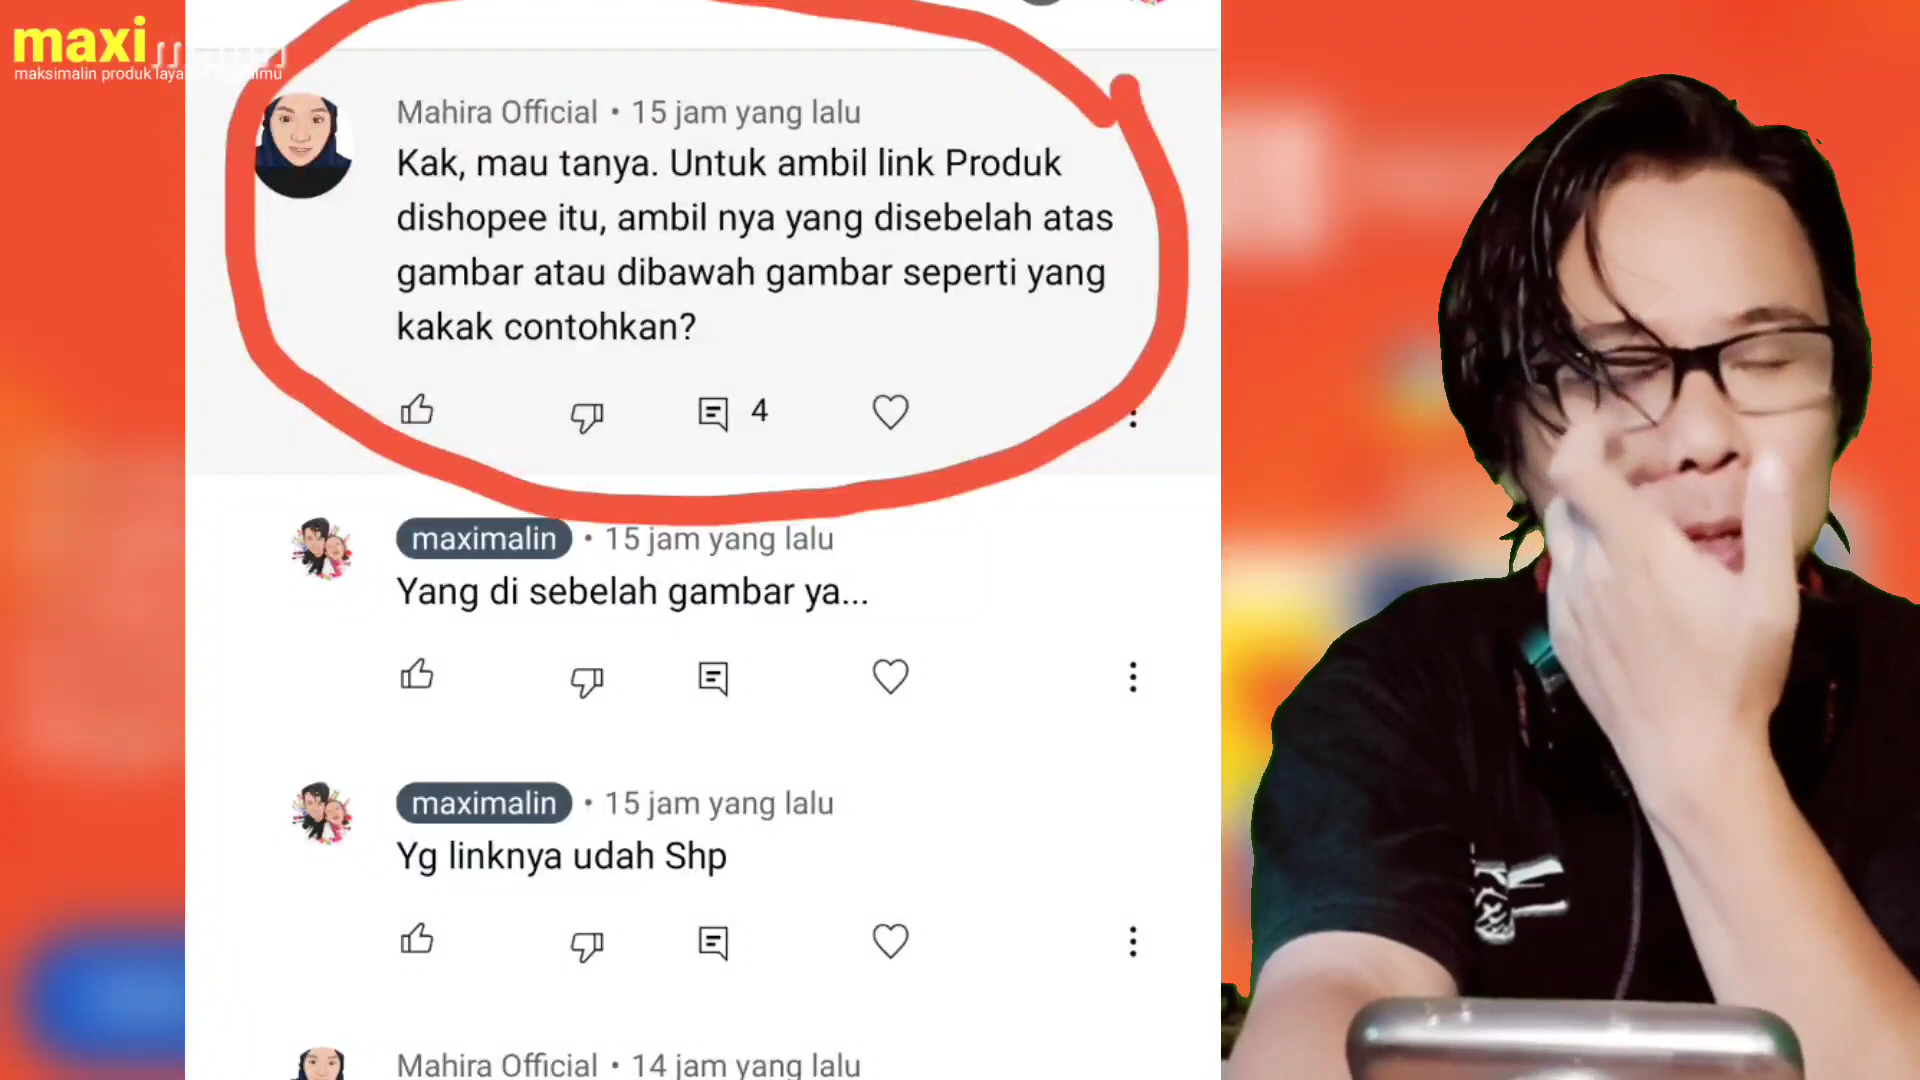 maximalin
maksimalin produk laya
Mahira Official • 15 jam yang lalu
Kak, mau tanya. Untuk ambil link Produk
dishopee itu, ambil nya yang disebelah atas
gambar atau dibawah gambar seperti yang
kakak contohkan?
4
maximalin • 15 jam yang lalu
Yang di sebelah gambar ya...
maximalin • 15 jam yang lalu
Yg linknya udah Shp
Mahira Official • 14 jam yang lalu